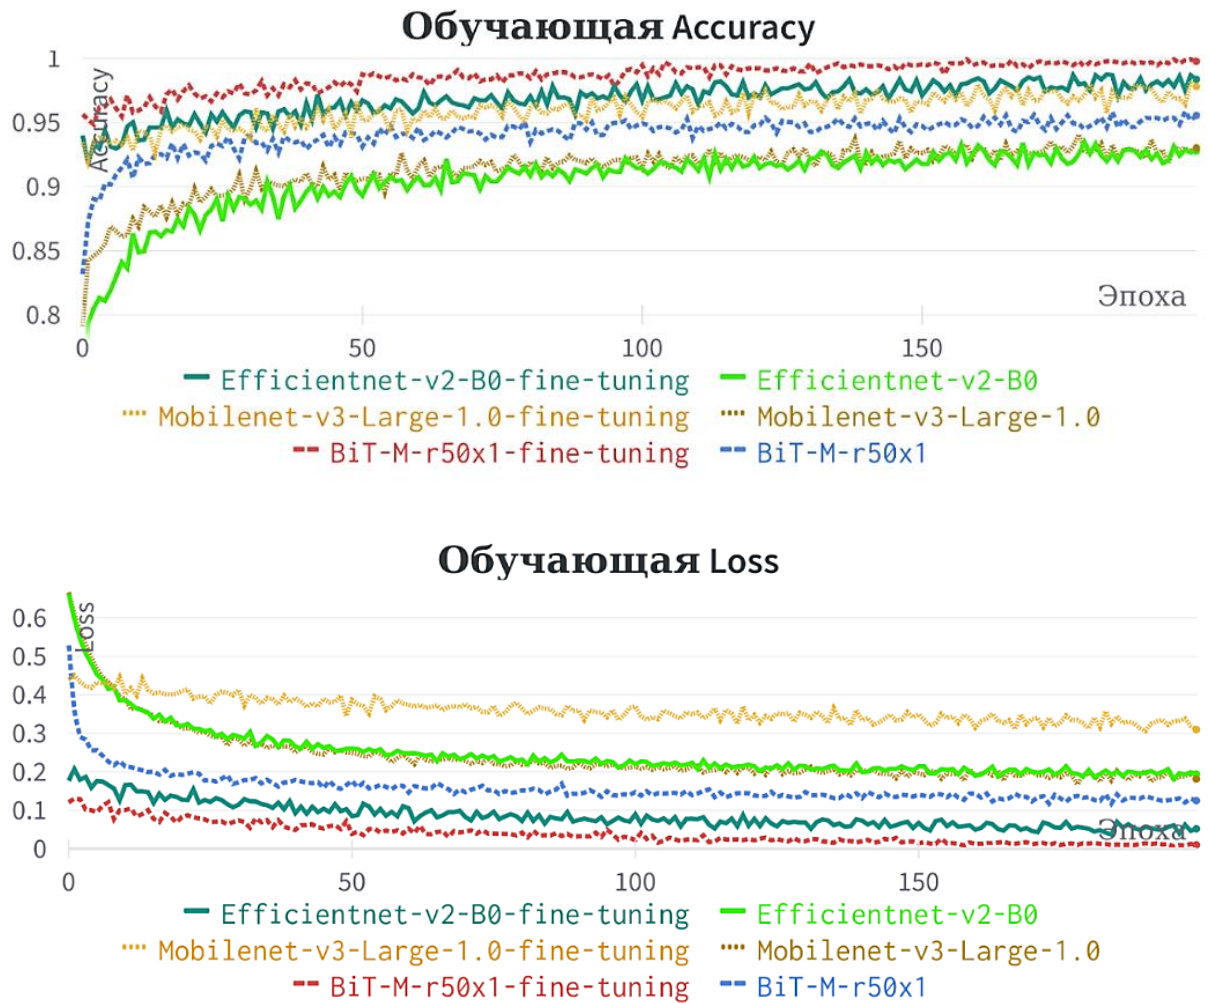 Обучающая Accuracy
1
Accuracy
0.95
0.9
0.85
Эпоха
0.8
0 50 100 150
Efficientnet-v2-B0-fine-tuning Efficientnet-v2-B0
Mobilenet-v3-Large-1.0-fine-tuning Mobilenet-v3-Large-1.0
BiT-M-r50x1-fine-tuning BiT-M-r50x1
Обучающая Loss
Loss
0.6
0.5
0.4
0.3
0.2
0.1
Эпоха
0
0 50 100 150
Efficientnet-v2-B0-fine-tuning Efficientnet-v2-B0
Mobilenet-v3-Large-1.0-fine-tuning Mobilenet-v3-Large-1.0
BiT-M-r50x1-fine-tuning BiT-M-r50x1